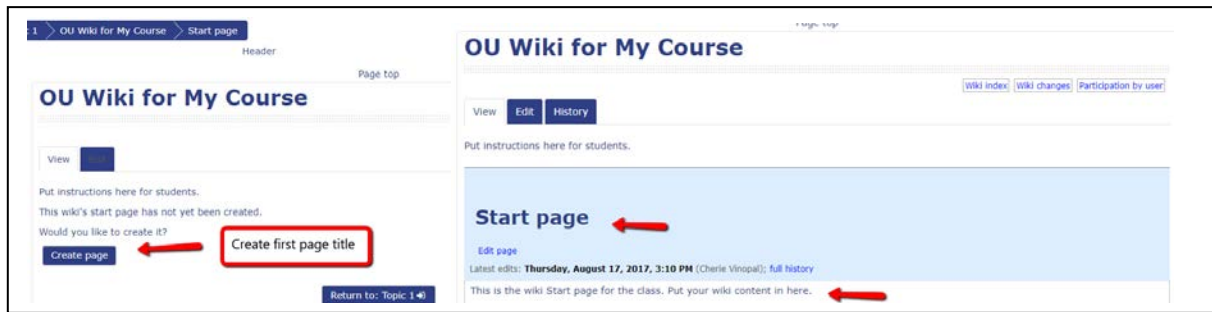 1 OU Wiki for My Course Start page
Header
Page top
OU Wiki for My Course
View Edit
Put instructions here for students.
This wiki's start page has not yet been created.
Would you like to create it?
Create page
Create first page title
Return to: Topic 1
Page top
OU Wiki for My Course
Wiki index Wiki changes Participation by user
View Edit History
Put instructions here for students.
Start page
Edit page
Latest edits: Thursday, August 17, 2017, 3:10 PM (Cherie Vinopal); full history
This is the wiki Start page for the class. Put your wiki content in here.